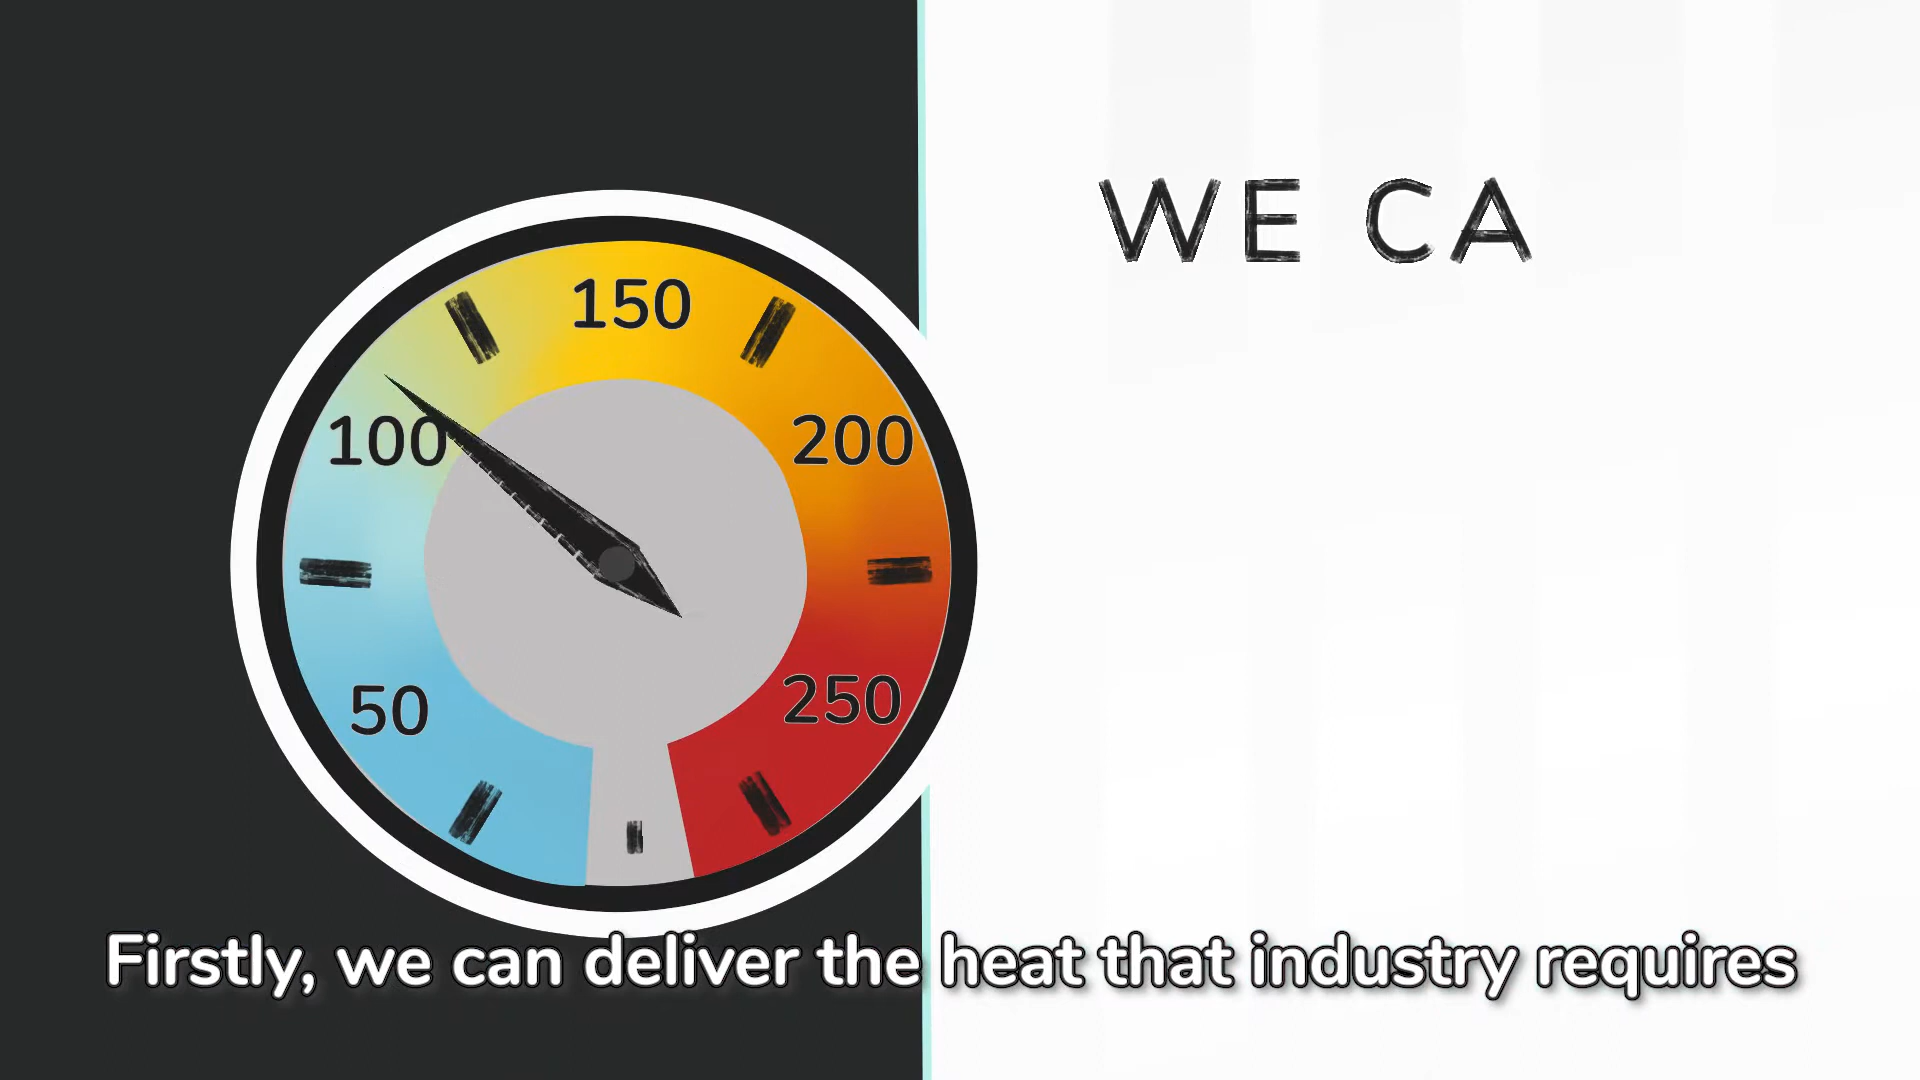 WE CA
150
100
200
50
250
Firstly, we can deliver the heat that industry requires